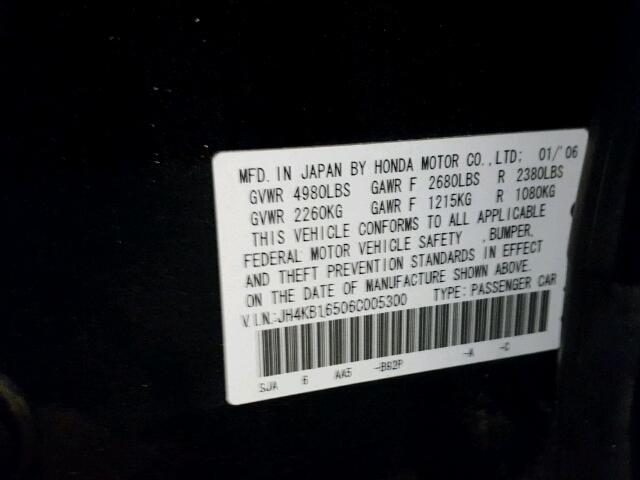 MFD. IN JAPAN BY HONDA MOTOR CO.,LTD; 01/'06
GVWR 4980LBS GAWR F 2680LBS R 2380LBS
GVWR 2260KG GAWR F 1215KG R 1080KG
THIS VEHICLE CONFORMS TO ALL APPLICABLE
FEDERAL MOTOR VEHICLE SAFETY ,BUMPER,
AND THEFT PREVENTION STANDARDS IN EFFECT
ON THE DATE OF MANUFACTURE SHOWN ABOVE.
V.I.N.:JH4KB16506C005300 TYPE: PASSENGER CAR
SJA 6 AA5 -B92P -A -C